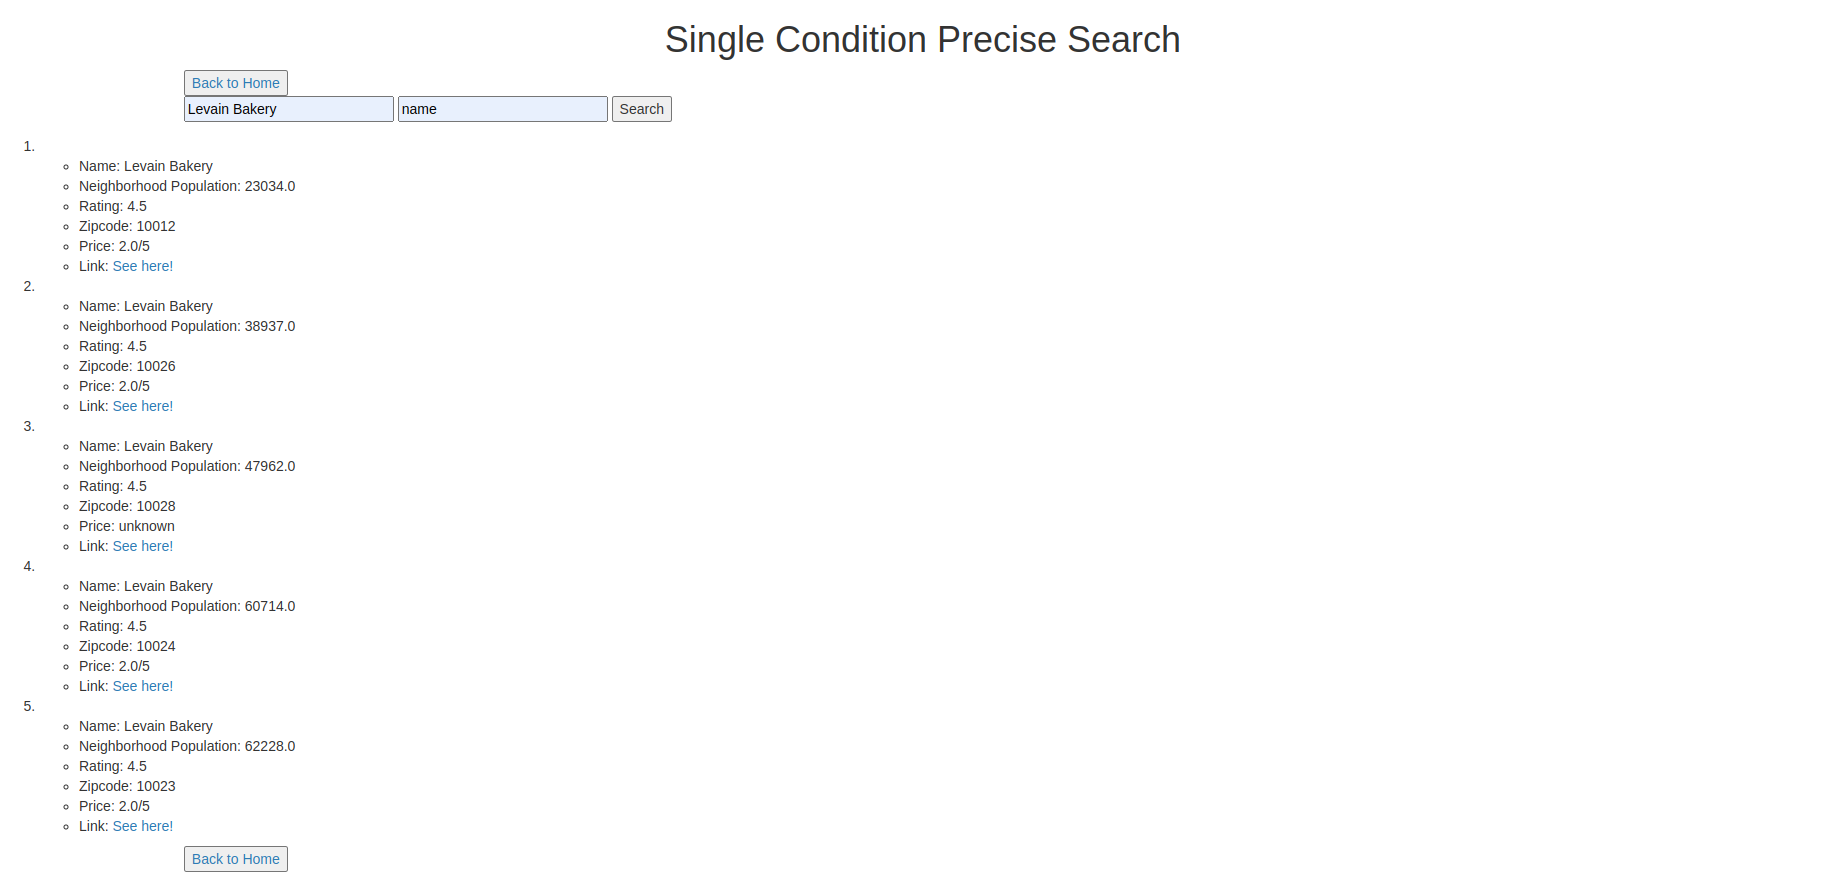 Single Condition Precise Search
Back to Home
Levain Bakery name Search
1.
Name: Levain Bakery
Neighborhood Population: 23034.0
Rating: 4.5
Zipcode: 10012
Price: 2.0/5
Link: See here!
2.
Name: Levain Bakery
Neighborhood Population: 38937.0
Rating: 4.5
Zipcode: 10026
Price: 2.0/5
Link: See here!
3.
Name: Levain Bakery
Neighborhood Population: 47962.0
Rating: 4.5
Zipcode: 10028
Price: unknown
Link: See here!
4.
Name: Levain Bakery
Neighborhood Population: 60714.0
Rating: 4.5
Zipcode: 10024
Price: 2.0/5
Link: See here!
5.
Name: Levain Bakery
Neighborhood Population: 62228.0
Rating: 4.5
Zipcode: 10023
Price: 2.0/5
Link: See here!
Back to Home